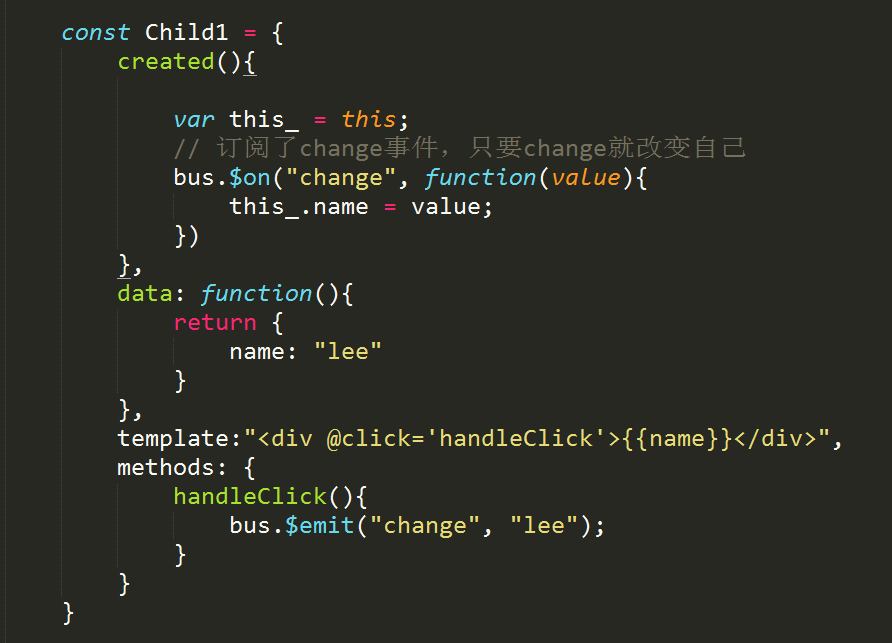 const Child1 = {
    created(){

        var this_ = this;
        // 订阅了change事件，只要change就改变自己
        bus.$on("change", function(value){
            this_.name = value;
        })
    },
    data: function(){
        return {
            name: "lee"
        }
    },
    template:"<div @click='handleClick'>{{name}}</div>",
    methods: {
        handleClick(){
            bus.$emit("change", "lee");
        }
    }
}